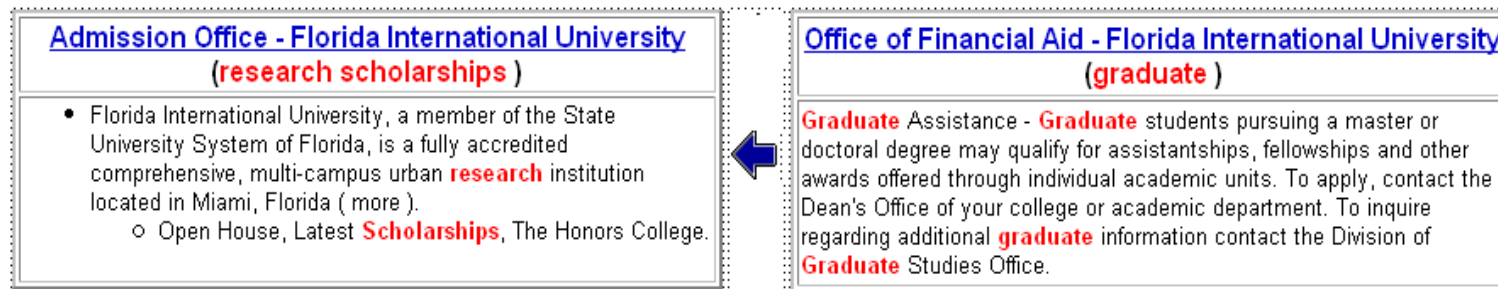 Admission Office - Florida International University
(research scholarships )
• Florida International University, a member of the State
University System of Florida, is a fully accredited
comprehensive, multi-campus urban research institution
located in Miami, Florida ( more ).
○ Open House, Latest Scholarships, The Honors College.
Office of Financial Aid - Florida International University
(graduate )
Graduate Assistance - Graduate students pursuing a master or
doctoral degree may qualify for assistantships, fellowships and other
awards offered through individual academic units. To apply, contact the
Dean's Office of your college or academic department. To inquire
regarding additional graduate information contact the Division of
Graduate Studies Office.